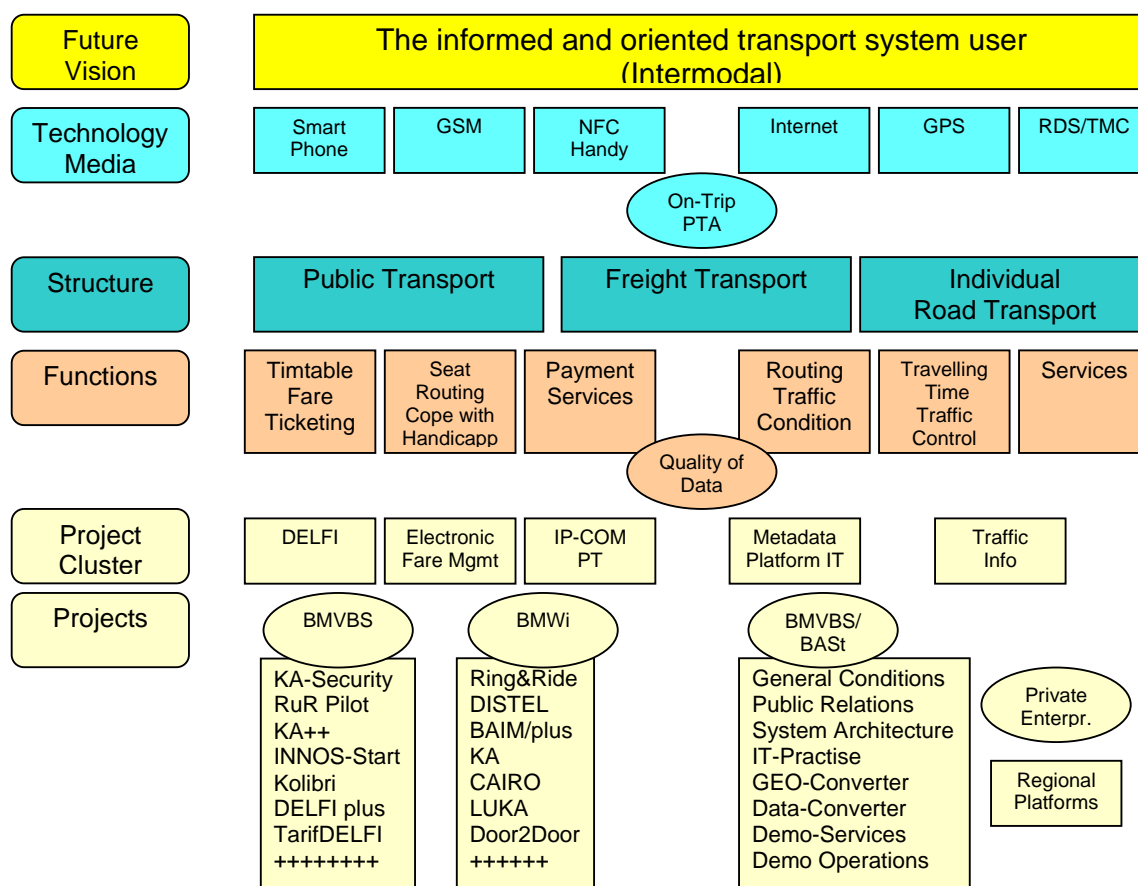 Future
Vision
The informed and oriented transport system user
(Intermodal)
Technology
Media
Smart
Phone
GSM
NFC
Handy
Internet
GPS
RDS/TMC
On-Trip
PTA
Structure
Public Transport
Freight Transport
Individual
Road Transport
Functions
Timtable
Fare
Ticketing
Seat
Routing
Cope with
Handicapp
Payment
Services
Routing
Traffic
Condition
Travelling
Time
Traffic
Control
Services
Quality of
Data
Project
Cluster
DELFI
Electronic
Fare Mgmt
IP-COM
PT
Metadata
Platform IT
Traffic
Info
Projects
BMVBS
KA-Security
RuR Pilot
KA++
INNOS-Start
Kolibri
DELFI plus
TarifDELFI
++++++++
BMWi
Ring&Ride
DISTEL
BAIM/plus
KA
CAIRO
LUKA
Door2Door
++++++
BMVBS/
BASt
General Conditions
Public Relations
System Architecture
IT-Practise
GEO-Converter
Data-Converter
Demo-Services
Demo Operations
Private
Enterpr.
Regional
Platforms